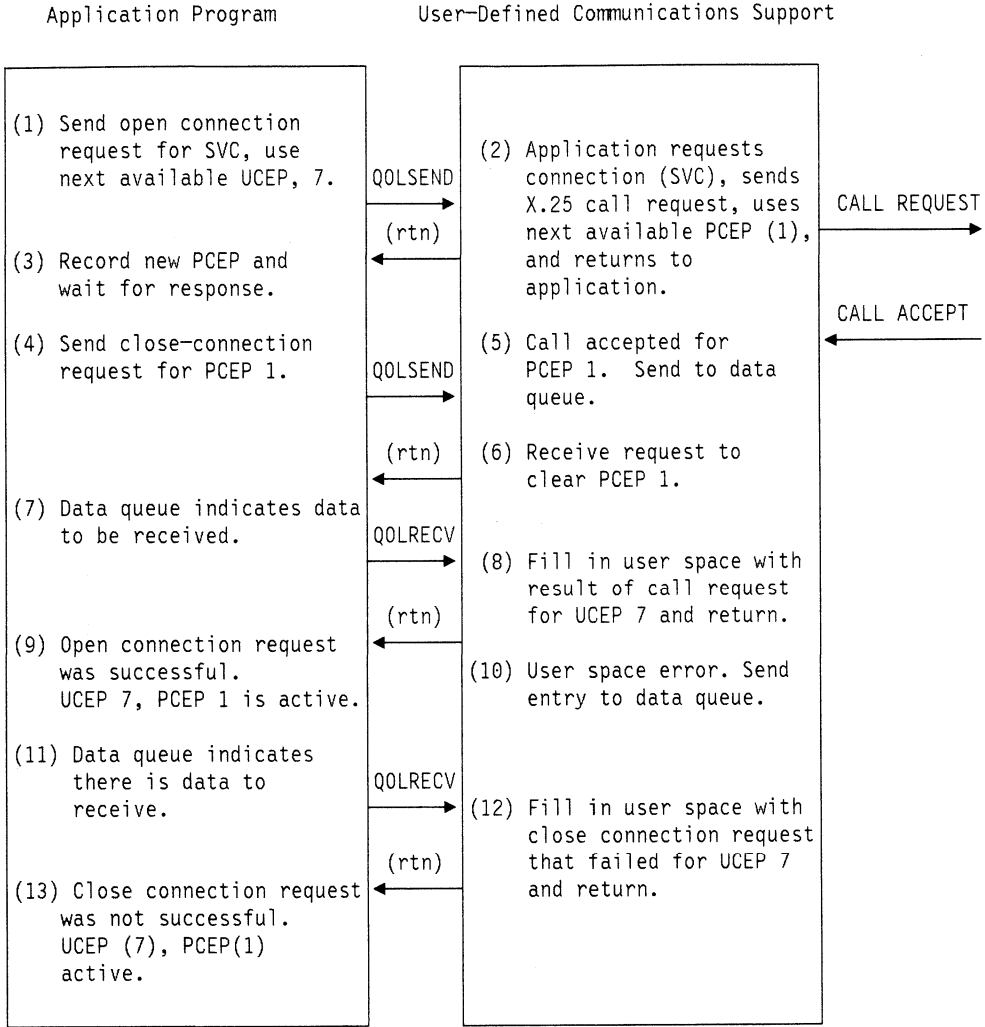 Application Program
User-Defined Communications Support
(1) Send open connection
request for SVC, use
next available UCEP, 7.
QOLSEND
(2) Application requests
connection (SVC), sends
X.25 call request, uses
next available PCEP (1),
and returns to
application.
CALL REQUEST
(rtn)
(3) Record new PCEP and
wait for response.
CALL ACCEPT
(4) Send close-connection
request for PCEP 1.
QOLSEND
(5) Call accepted for
PCEP 1. Send to data
queue.
(rtn)
(6) Receive request to
clear PCEP 1.
(7) Data queue indicates data
to be received.
QOLRECV
(8) Fill in user space with
result of call request
for UCEP 7 and return.
(rtn)
(9) Open connection request
was successful.
UCEP 7, PCEP 1 is active.
(10) User space error. Send
entry to data queue.
(11) Data queue indicates
there is data to
receive.
QOLRECV
(12) Fill in user space with
close connection request
that failed for UCEP 7
and return.
(rtn)
(13) Close connection request
was not successful.
UCEP (7), PCEP(1)
active.